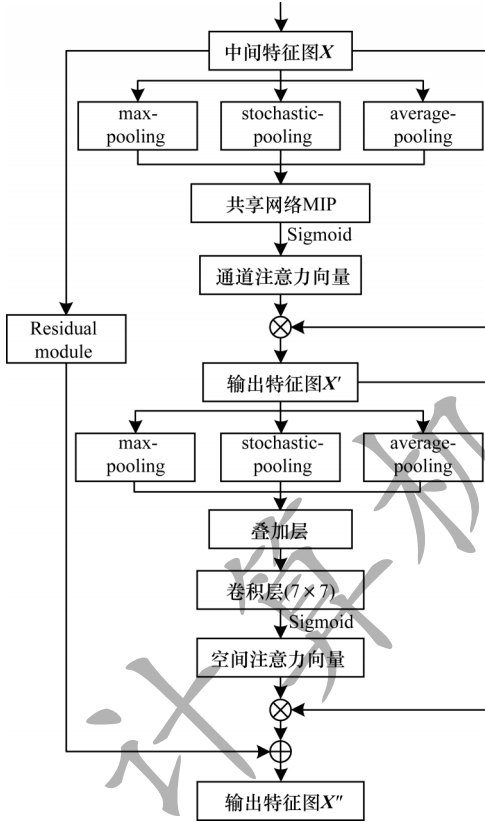 中间特征图X
max-
pooling
stochastic-
pooling
average-
pooling
共享网络MIP
Sigmoid
通道注意力向量
Residual
module
输出特征图X′
max-
pooling
stochastic-
pooling
average-
pooling
叠加层
卷积层(7×7)
Sigmoid
空间注意力向量
输出特征图X″
计算机